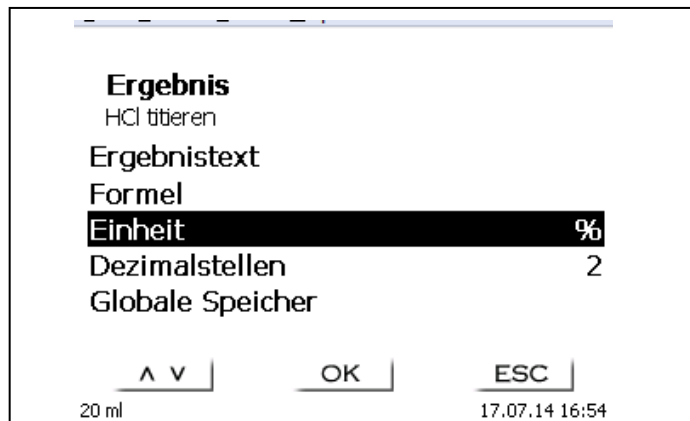 Ergebnis
HCl titieren
Ergebnistext
Formel
Einheit %
Dezimalstellen 2
Globale Speicher
∧ ∨ OK ESC
20 ml 17.07.14 16:54